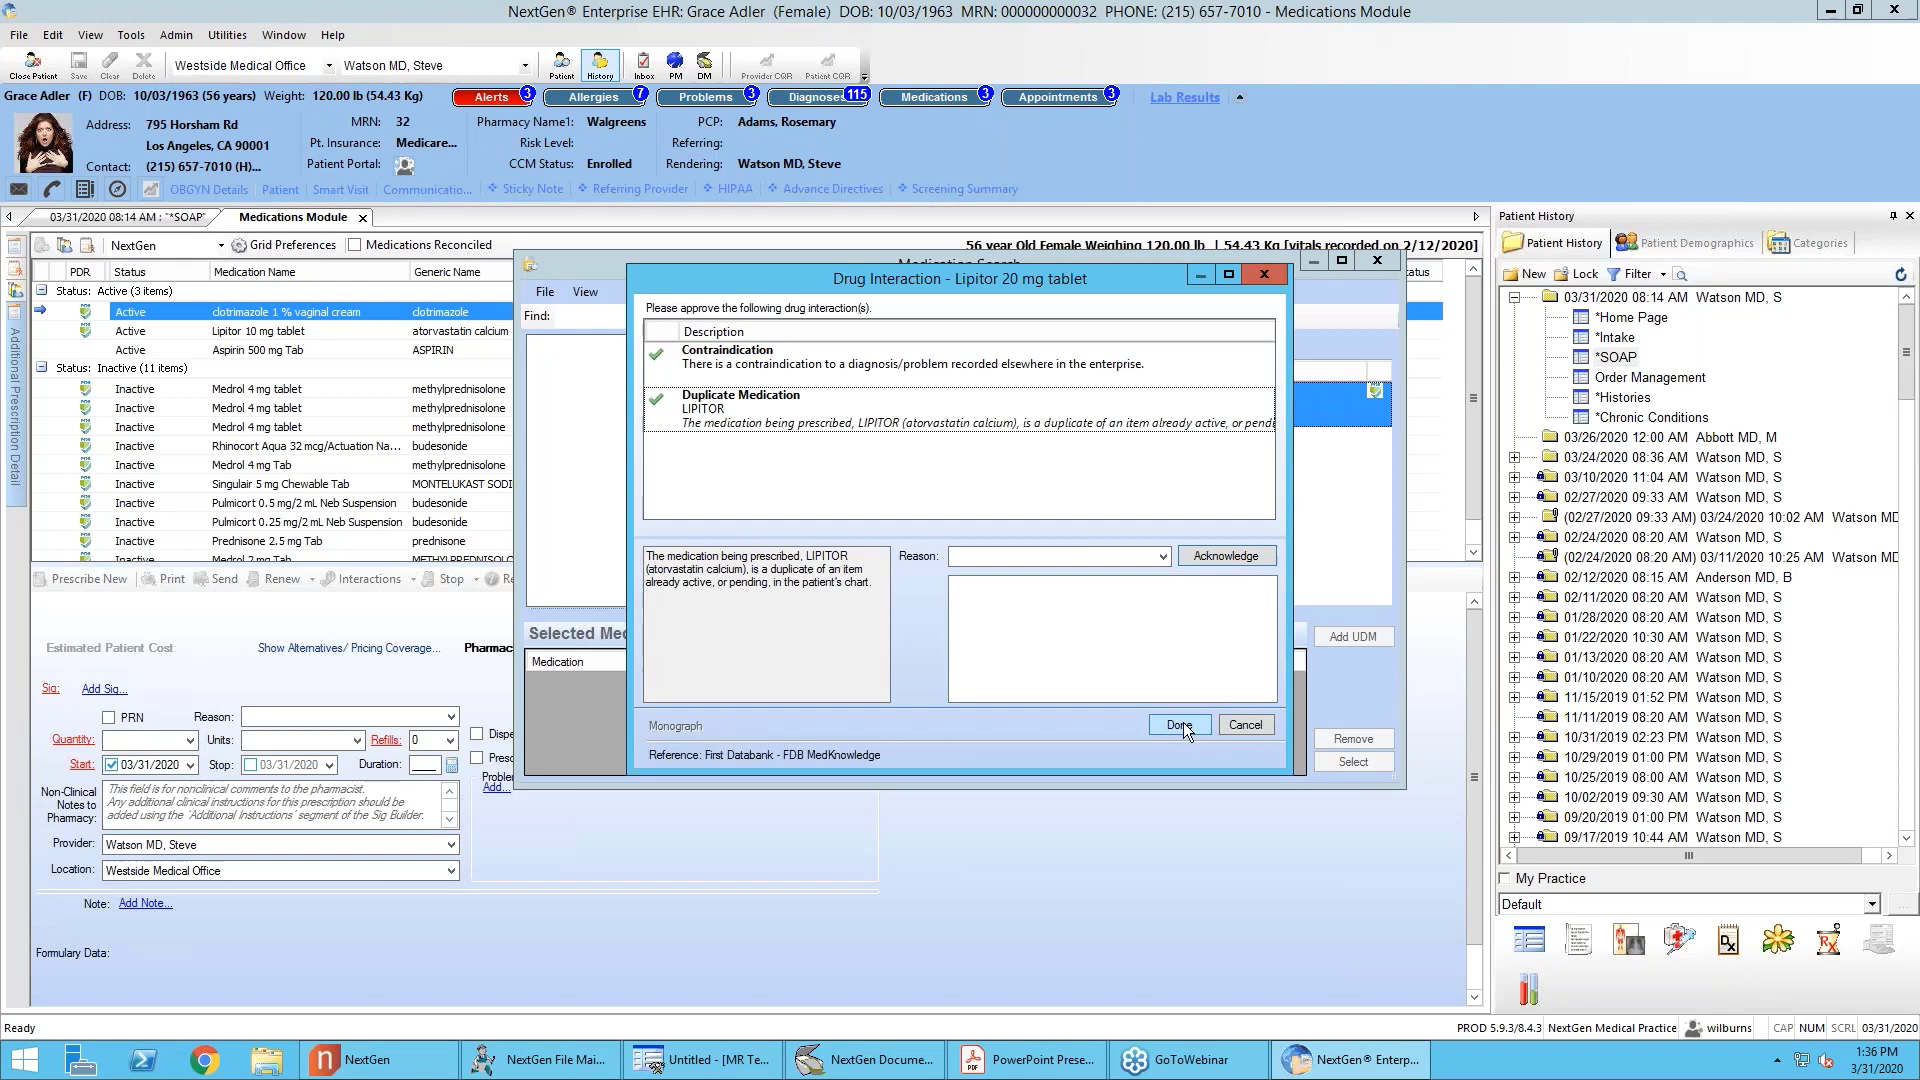 NextGen® Enterprise EHR: Grace Adler (Female) DOB: 10/03/1963 MRN: 000000000032 PHONE: (215) 657-7010 - Medications Module
File Edit View Tools Admin Utilities Window Help
Close Patient Save Clear Delete Westside Medical Office Watson MD, Steve Patient History Inbox PM DM Provider CQR Patient CQR
Grace Adler (F) DOB: 10/03/1963 (56 years) Weight: 120.00 lb (54.43 Kg) Alerts 3 Allergies 7 Problems 3 Diagnoses 115 Medications 3 Appointments 3 Lab Results
Address: 795 Horsham Rd MRN: 32 Pharmacy Name1: Walgreens PCP: Adams, Rosemary
Los Angeles, CA 90001 Pt. Insurance: Medicare... Risk Level: Referring:
Contact: (215) 657-7010 (H)... Patient Portal: CCM Status: Enrolled Rendering: Watson MD, Steve
OBGYN Details Patient Smart Visit Communicatio... Sticky Note Referring Provider HIPAA Advance Directives Screening Summary
03/31/2020 08:14 AM : "*SOAP" Medications Module
NextGen Grid Preferences Medications Reconciled 56 year Old Female Weighing 120.00 lb | 54.43 Kg [vitals recorded on 2/12/2020]
PDR Status Medication Name Generic Name
Status: Active (3 items)
Active clotrimazole 1 % vaginal cream clotrimazole
Active Lipitor 10 mg tablet atorvastatin calcium
Active Aspirin 500 mg Tab ASPIRIN
Status: Inactive (11 items)
Inactive Medrol 4 mg tablet methylprednisolone
Inactive Medrol 4 mg tablet methylprednisolone
Inactive Medrol 4 mg tablet methylprednisolone
Inactive Rhinocort Aqua 32 mcg/Actuation Na... budesonide
Inactive Medrol 4 mg Tab methylprednisolone
Inactive Singulair 5 mg Chewable Tab MONTELUKAST SODI
Inactive Pulmicort 0.5 mg/2 mL Neb Suspension budesonide
Inactive Pulmicort 0.25 mg/2 mL Neb Suspension budesonide
Inactive Prednisone 2.5 mg Tab prednisone
Inactive Medrol 2 mg Tab METHYLPREDNISOL
Additional Prescription Detail
Prescribe New Print Send Renew Interactions Stop Re
Estimated Patient Cost: Show Alternatives/ Pricing Coverage... Pharmac
Sig: Add Sig...
PRN Reason:
Quantity: Units: Refills: 0 Dispe
Start: 03/31/2020 Stop: 03/31/2020 Duration: Presc
Non-Clinical Notes to Pharmacy:
This field is for nonclinical comments to the pharmacist.
Any additional clinical instructions for this prescription should be
added using the 'Additional Instructions' segment of the Sig Builder.
Problem
Add...
Provider: Watson MD, Steve
Location: Westside Medical Office
Note: Add Note...
Formulary Data:
Medication Search
File View
Find:
tatus
Selected Med
Medication
Add UDM
Remove
Select
Drug Interaction - Lipitor 20 mg tablet
Please approve the following drug interaction(s).
Description
Contraindication
There is a contraindication to a diagnosis/problem recorded elsewhere in the enterprise.
Duplicate Medication
LIPITOR
The medication being prescribed, LIPITOR (atorvastatin calcium), is a duplicate of an item already active, or pendi
The medication being prescribed, LIPITOR
(atorvastatin calcium), is a duplicate of an item
already active, or pending, in the patient's chart.
Reason: Acknowledge
Monograph Done Cancel
Reference: First Databank - FDB MedKnowledge
Patient History
Patient History Patient Demographics Categories
New Lock Filter
03/31/2020 08:14 AM Watson MD, S
*Home Page
*Intake
*SOAP
Order Management
*Histories
*Chronic Conditions
03/26/2020 12:00 AM Abbott MD, M
03/24/2020 08:36 AM Watson MD, S
03/10/2020 11:04 AM Watson MD, S
02/27/2020 09:33 AM Watson MD, S
(02/27/2020 09:33 AM) 03/24/2020 10:02 AM Watson MD
02/24/2020 08:20 AM Watson MD, S
(02/24/2020 08:20 AM) 03/11/2020 10:25 AM Watson MD
02/12/2020 08:15 AM Anderson MD, B
02/11/2020 08:20 AM Watson MD, S
01/28/2020 08:20 AM Watson MD, S
01/22/2020 10:30 AM Watson MD, S
01/13/2020 08:20 AM Watson MD, S
01/10/2020 08:20 AM Watson MD, S
11/15/2019 01:52 PM Watson MD, S
11/11/2019 08:20 AM Watson MD, S
10/31/2019 02:23 PM Watson MD, S
10/29/2019 01:00 PM Watson MD, S
10/25/2019 08:00 AM Watson MD, S
10/02/2019 09:30 AM Watson MD, S
09/20/2019 01:00 PM Watson MD, S
09/17/2019 10:44 AM Watson MD, S
My Practice
Default
Dx Rx
Ready PROD 5.9.3/8.4.3 NextGen Medical Practice wilburns CAP NUM SCRL 03/31/2020
NextGen NextGen File Mai... Untitled - [MR Te... NextGen Docume... PowerPoint Prese... GoToWebinar NextGen® Enterp... 1:36 PM
3/31/2020